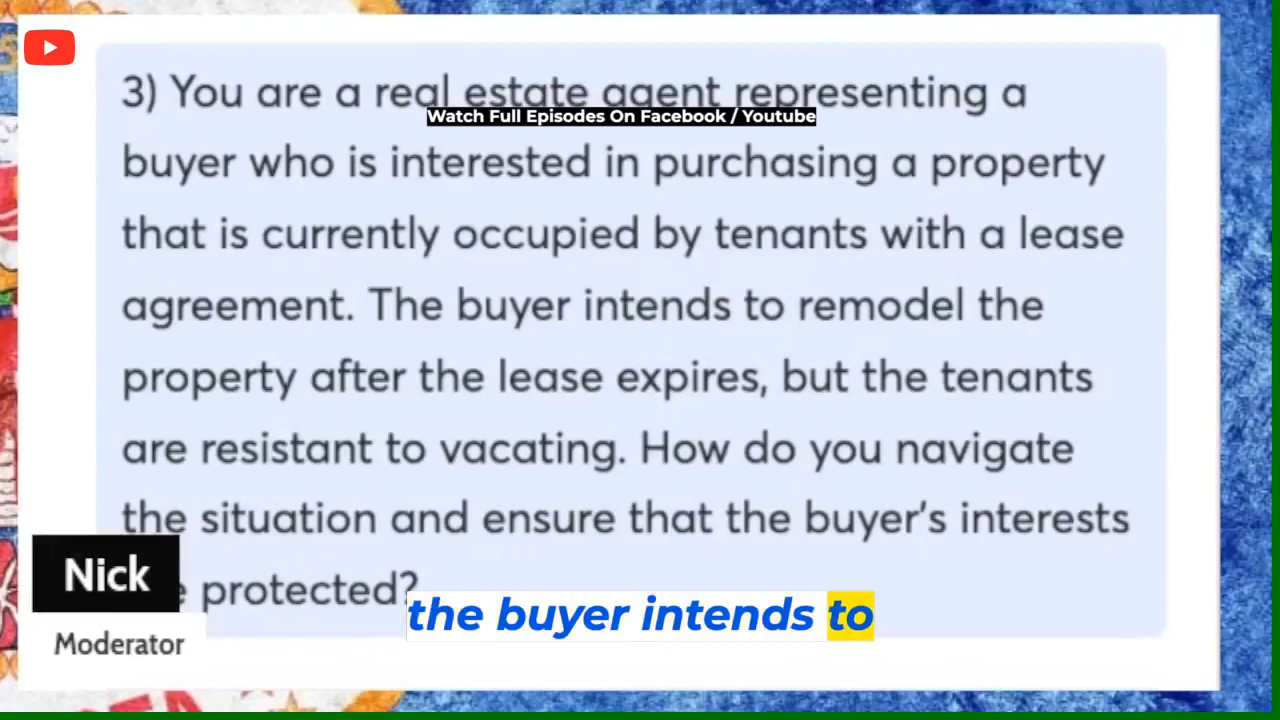 3) You are a real estate agent representing a
Watch Full Episodes On Facebook / Youtube
buyer who is interested in purchasing a property
that is currently occupied by tenants with a lease
agreement. The buyer intends to remodel the
property after the lease expires, but the tenants
are resistant to vacating. How do you navigate
the situation and ensure that the buyer's interests
protected?
Nick
the buyer intends to
Moderator